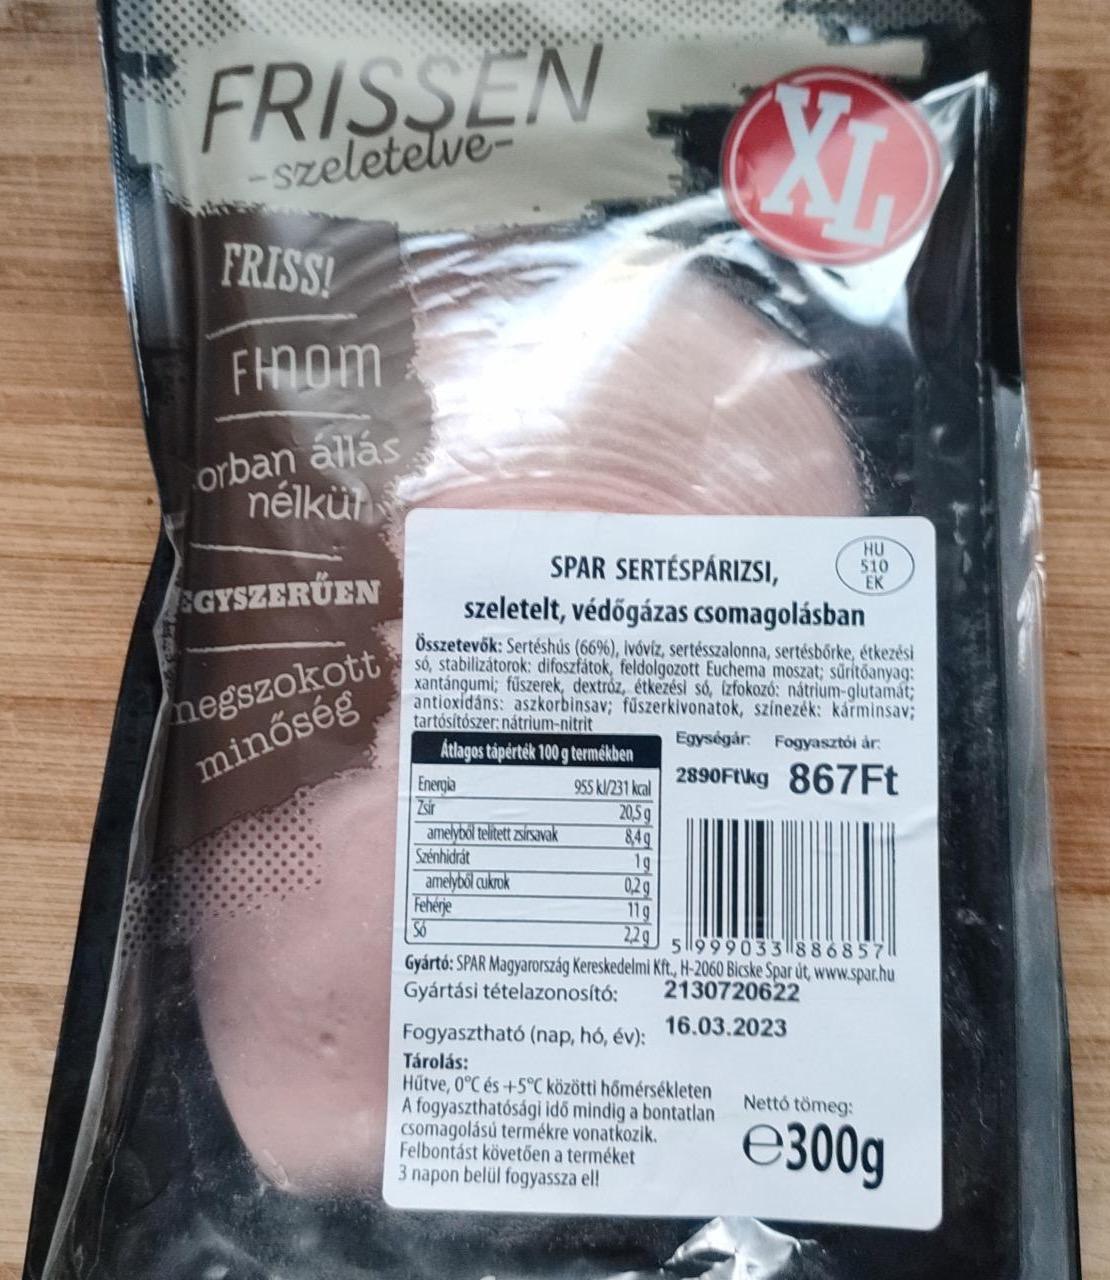 FRISSEN
-szeletelve-
XL
FRISS!
FINOM
orban állás
nélkül
EGYSZERŰEN
megszokott
minőség
SPAR SERTÉSPÁRIZSI,
szeletelt, védőgázas csomagolásban
HU
510
EK
Összetevők: Sertéshús (66%), ivóvíz, sertésszalonna, sertésbőrke, étkezési
só, stabilizátorok: difoszfátok, feldolgozott Euchema moszat; sűrítőanyag:
xantángumi; fűszerek, dextróz, étkezési só, ízfokozó: nátrium-glutamát;
antioxidáns: aszkorbinsav; fűszerkivonatok, színezék: kárminsav;
tartósítószer: nátrium-nitrit
Átlagos tápérték 100 g termékben
Energia 955 kJ/231 kcal
Zsír 20,5 g
amelyből telített zsírsavak 8,4 g
Szénhidrát 1 g
amelyből cukrok 0,2 g
Fehérje 11 g
Só 2,2 g
Egységár: Fogyasztói ár:
2890Ft\kg 867Ft
5 999033 886857
Gyártó: SPAR Magyarország Kereskedelmi Kft., H-2060 Bicske Spar út, www.spar.hu
Gyártási tételazonosító: 2130720622
Fogyasztható (nap, hó, év): 16.03.2023
Tárolás:
Hűtve, 0°C és +5°C közötti hőmérsékleten
A fogyaszthatósági idő mindig a bontatlan
csomagolású termékre vonatkozik.
Felbontást követően a terméket
3 napon belül fogyassza el!
Nettó tömeg:
℮300g